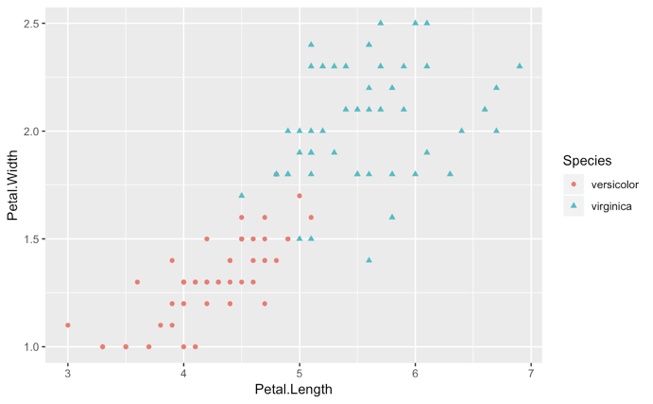 2.5
2.0
1.5
1.0
Petal.Width
3 4 5 6 7
Petal.Length
Species
versicolor
virginica